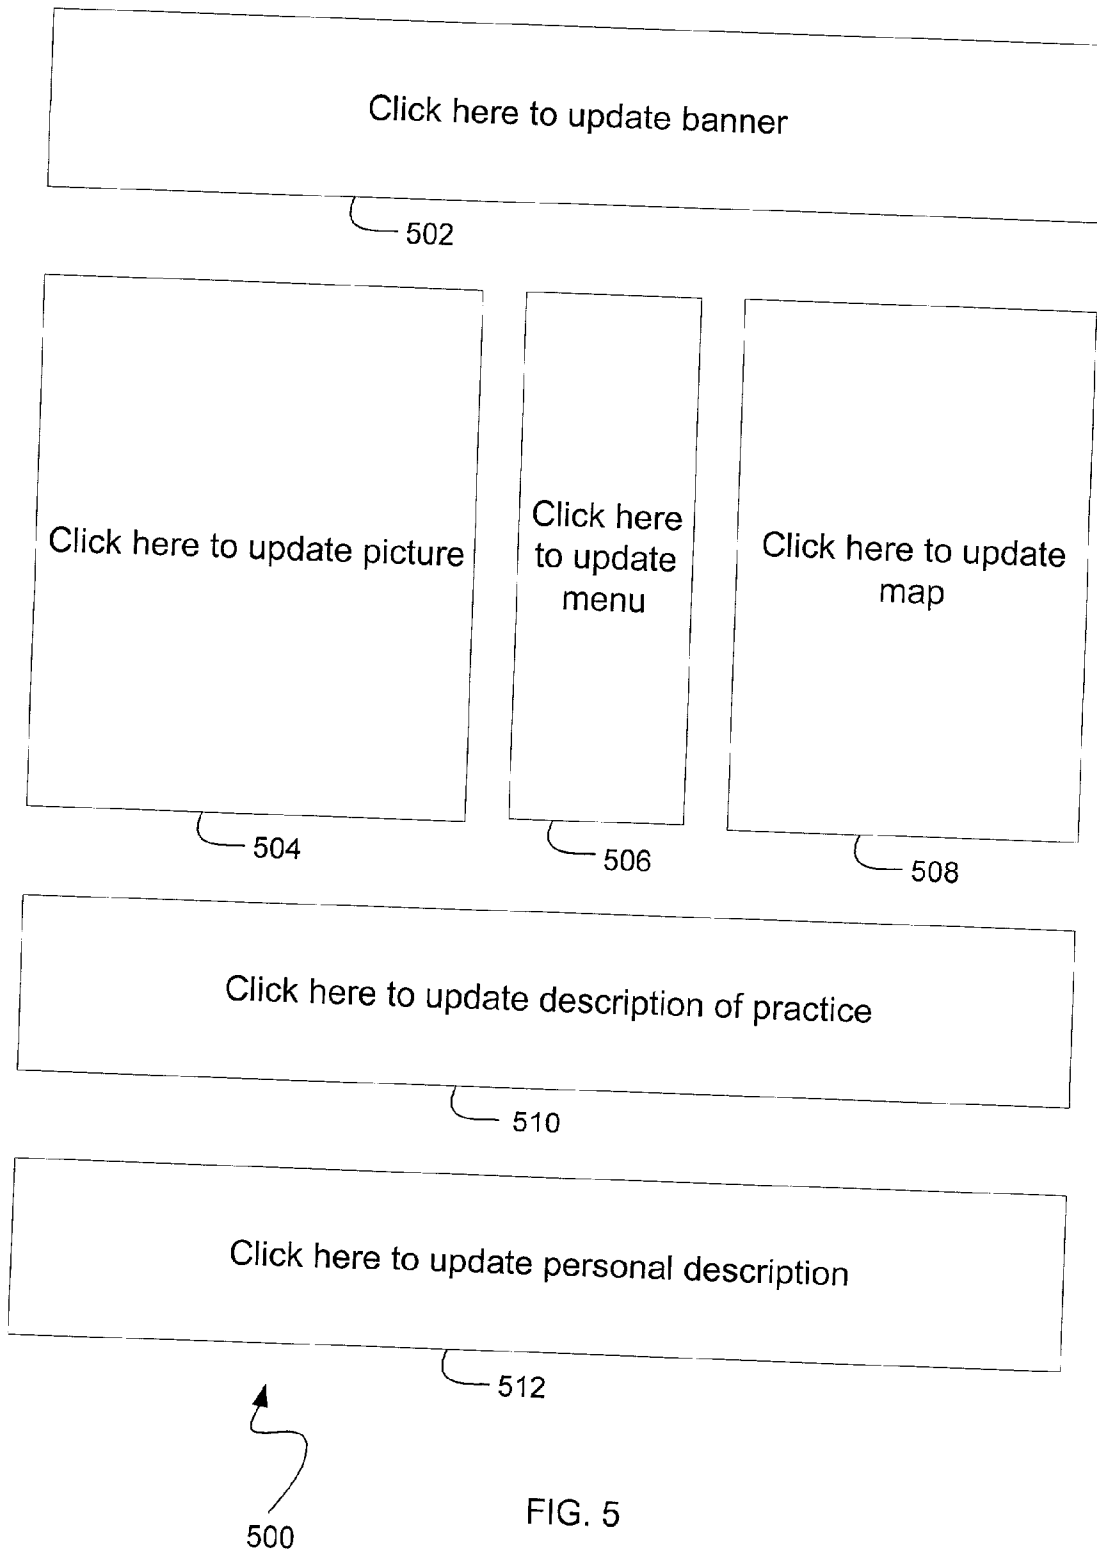 Click here to update banner
502
Click here to update picture
Click here
to update
menu
Click here to update
map
504
506
508
Click here to update description of practice
510
Click here to update personal description
512
500
FIG. 5